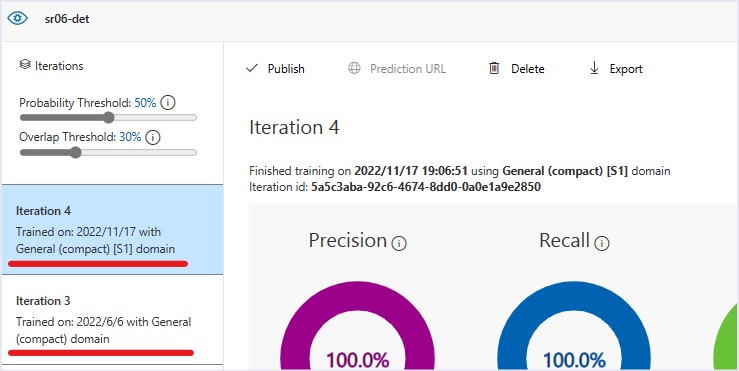 sr06-det
Iterations
Probability Threshold: 50%
Overlap Threshold: 30%
Iteration 4
Trained on: 2022/11/17 with
General (compact) [S1] domain
Iteration 3
Trained on: 2022/6/6 with General
(compact) domain
Publish
Prediction URL
Delete
Export
Iteration 4
Finished training on 2022/11/17 19:06:51 using General (compact) [S1] domain
Iteration id: 5a5c3aba-92c6-4674-8dd0-0a0e1a9e2850
Precision
Recall
100.0%
100.0%